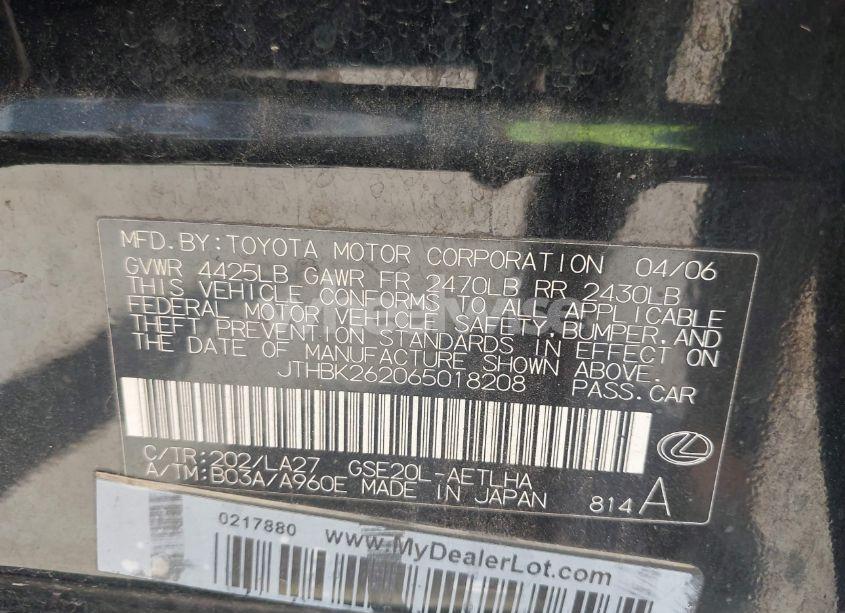 MFD.BY:TOYOTA MOTOR CORPORATION 04/06
GVWR 4425LB GAWR FR 2470LB RR 2430LB
THIS VEHICLE CONFORMS TO ALL APPLICABLE
FEDERAL MOTOR VEHICLE SAFETY,BUMPER,AND
THEFT PREVENTION STANDARDS IN EFFECT ON
THE DATE OF MANUFACTURE SHOWN ABOVE.
JTHBK262065018208 PASS.CAR
C/TR:202/LA27 GSE20L-AETLHA
A/TM:B03A/A960E MADE IN JAPAN 814A
0217880
www.MyDealerLot.com